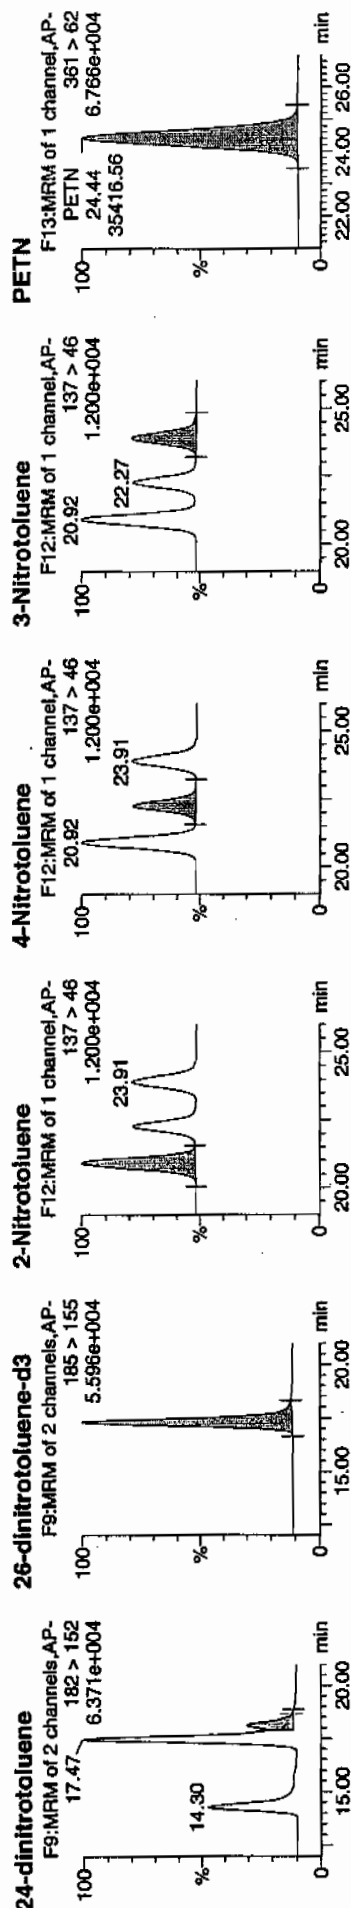 24-dinitrotoluene
F9:MRM of 2 channels,AP-
182 > 152
6.371e+004
17.47
14.30
100
%
0
15.00 20.00 min
26-dinitrotoluene-d3
F9:MRM of 2 channels,AP-
185 > 155
5.596e+004
100
%
0
15.00 20.00 min
2-Nitrotoluene
F12:MRM of 1 channel,AP-
137 > 46
1.200e+004
23.91
100
%
0
20.00 25.00 min
4-Nitrotoluene
F12:MRM of 1 channel,AP-
20.92 137 > 46
1.200e+004
23.91
100
%
0
20.00 25.00 min
3-Nitrotoluene
F12:MRM of 1 channel,AP-
20.92 137 > 46
1.200e+004
22.27
100
%
0
20.00 25.00 min
PETN
F13:MRM of 1 channel,AP-
PETN 361 > 62
24.44 6.766e+004
35416.56
100
%
0
22.00 24.00 26.00 min